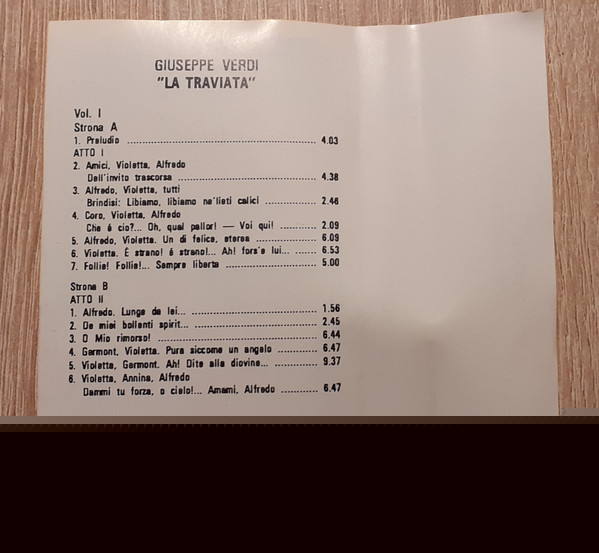 GIUSEPPE VERDI
"LA TRAVIATA"
Vol. I
Strona A
1. Preludio ........ 4.03
ATTO I
2. Amici, Violetta, Alfredo
Dell'invito trascorsa ........ 4.38
3. Alfredo, Violetta, tutti
Brindisi: Libiamo, libiamo ne'lieti calici ........ 2.46
4. Coro, Violetta, Alfredo
Che é cio?... Oh, qual pallor! — Voi qui! ........ 2.09
5. Alfredo, Violetta. Un di felice, eterea ........ 6.09
6. Violetta. É strano! é strano!... Ah! fors'e lui... ........ 6.53
7. Follie! Follie!... Sempre liberta ........ 5.00
Strona B
ATTO II
1. Alfredo. Lunge da lei... ........ 1.56
2. De miei bollenti spirit... ........ 2.45
3. O Mio rimorso! ........ 6.44
4. Germont, Violetta. Pura siccome un angelo ........ 6.47
5. Violetta, Germont. Ah! Dite alla giovine... ........ 9.37
6. Violetta, Annina, Alfredo
Dammi tu forza, o cielo!... Amami, Alfredo ........ 6.47